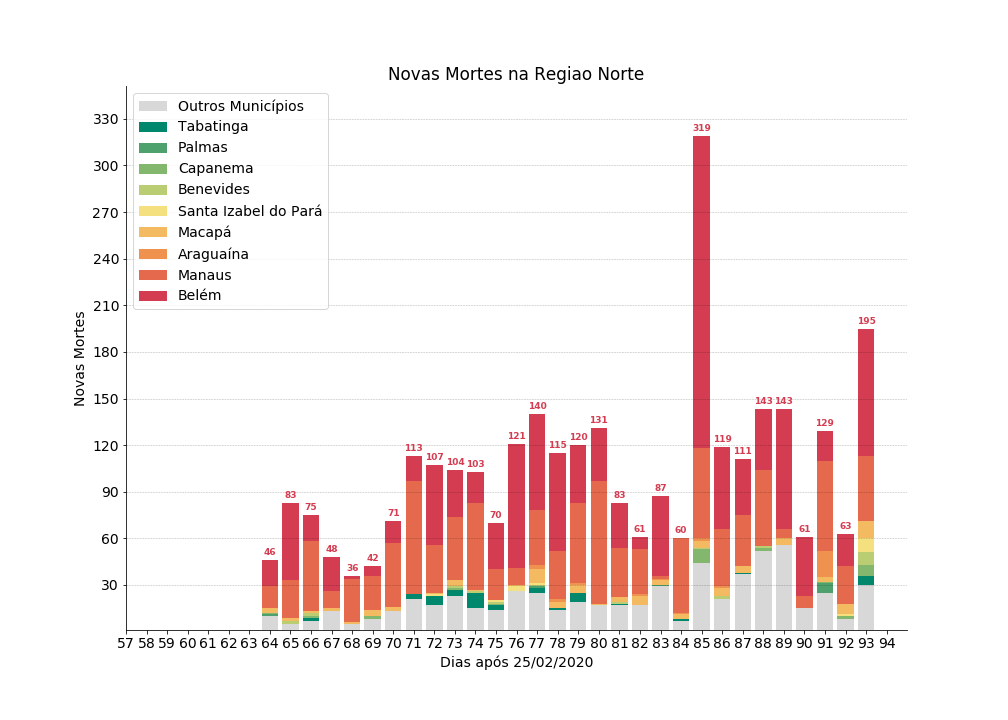 Novas Mortes na Regiao Norte
Outros Municípios
Tabatinga
Palmas
Capanema
Benevides
Santa Izabel do Pará
Macapá
Araguaína
Manaus
Belém
Novas Mortes
330
300
270
240
210
180
150
120
90
60
30
46
83
75
48
36
42
71
113
107
104
103
70
121
140
115
120
131
83
61
87
60
319
119
111
143
143
61
129
63
195
57 58 59 60 61 62 63 64 65 66 67 68 69 70 71 72 73 74 75 76 77 78 79 80 81 82 83 84 85 86 87 88 89 90 91 92 93 94
Dias após 25/02/2020